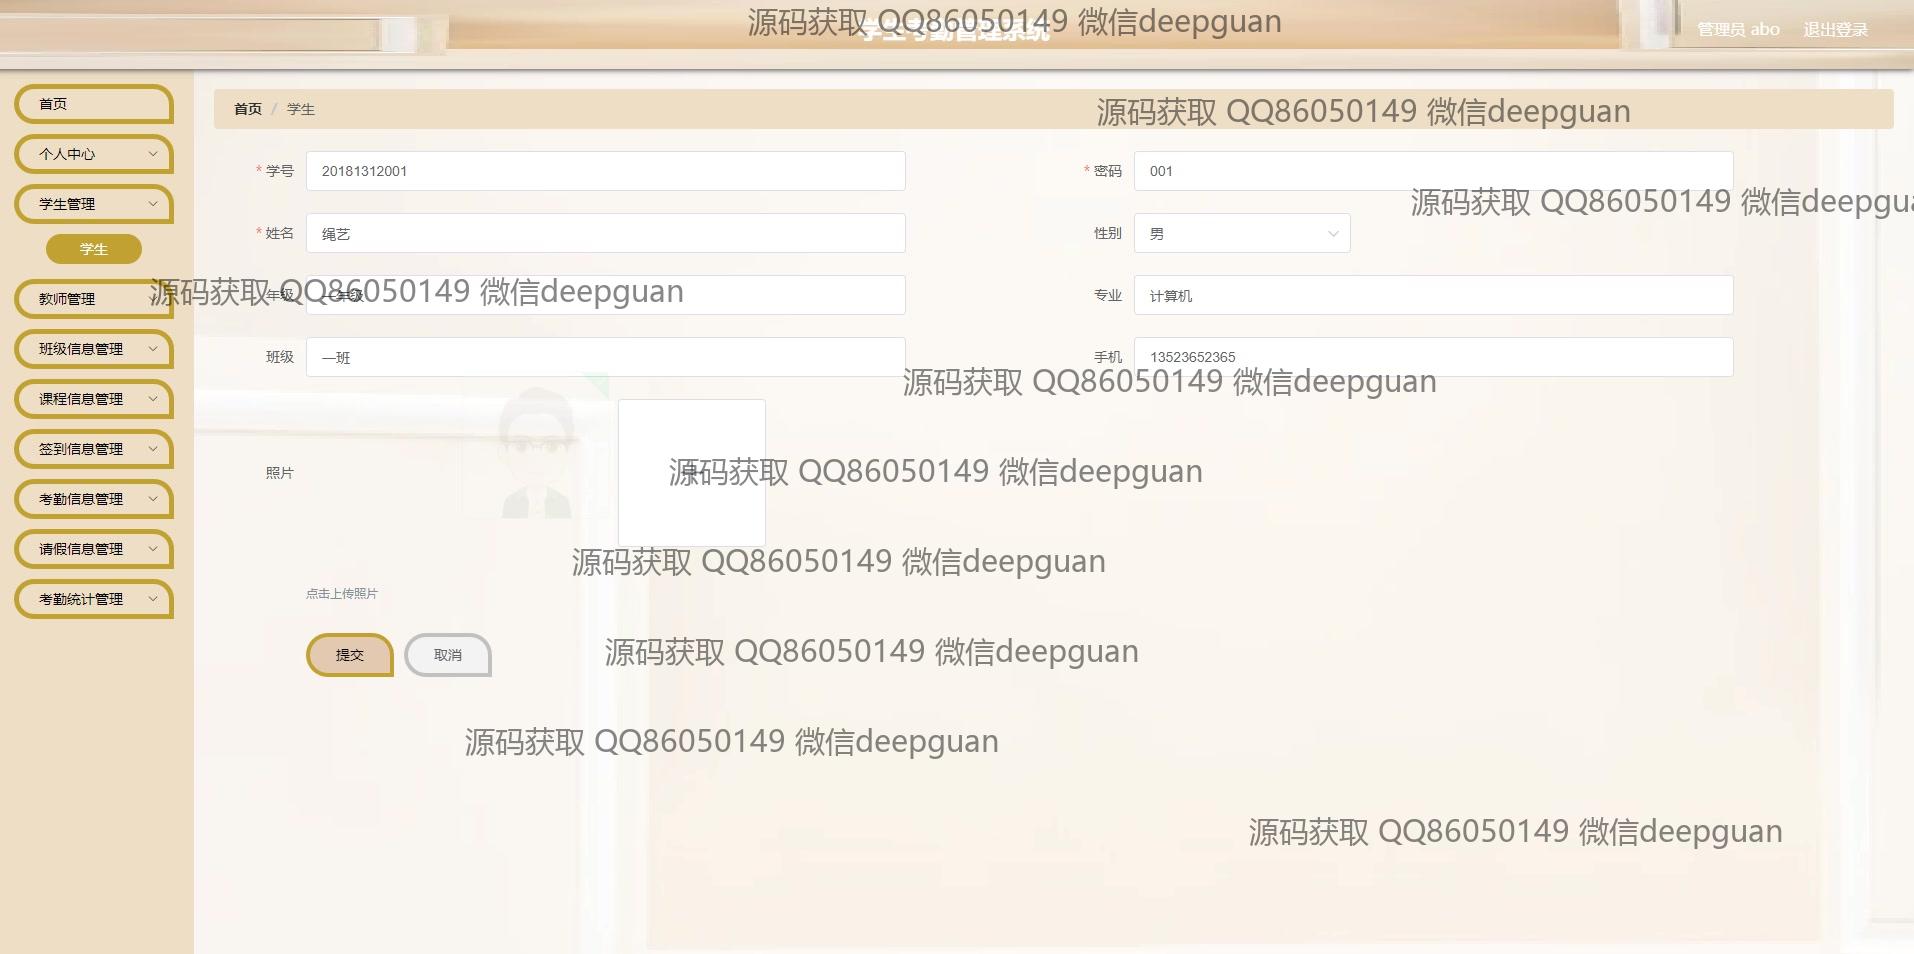 源码获取 QQ86050149 微信deepguan
学生考勤管理系统
管理员 abo 退出登录
首页
个人中心
学生管理
学生
教师管理
班级信息管理
课程信息管理
签到信息管理
考勤信息管理
请假信息管理
考勤统计管理
首页 / 学生
源码获取 QQ86050149 微信deepguan
* 学号 20181312001
* 密码 001
源码获取 QQ86050149 微信deepgua
* 姓名 绳艺
性别 男
源码获取 QQ86050149 微信deepguan
年级 一年级
专业 计算机
班级 一班
手机 13523652365
源码获取 QQ86050149 微信deepguan
照片
源码获取 QQ86050149 微信deepguan
源码获取 QQ86050149 微信deepguan
点击上传照片
提交 取消
源码获取 QQ86050149 微信deepguan
源码获取 QQ86050149 微信deepguan
源码获取 QQ86050149 微信deepguan